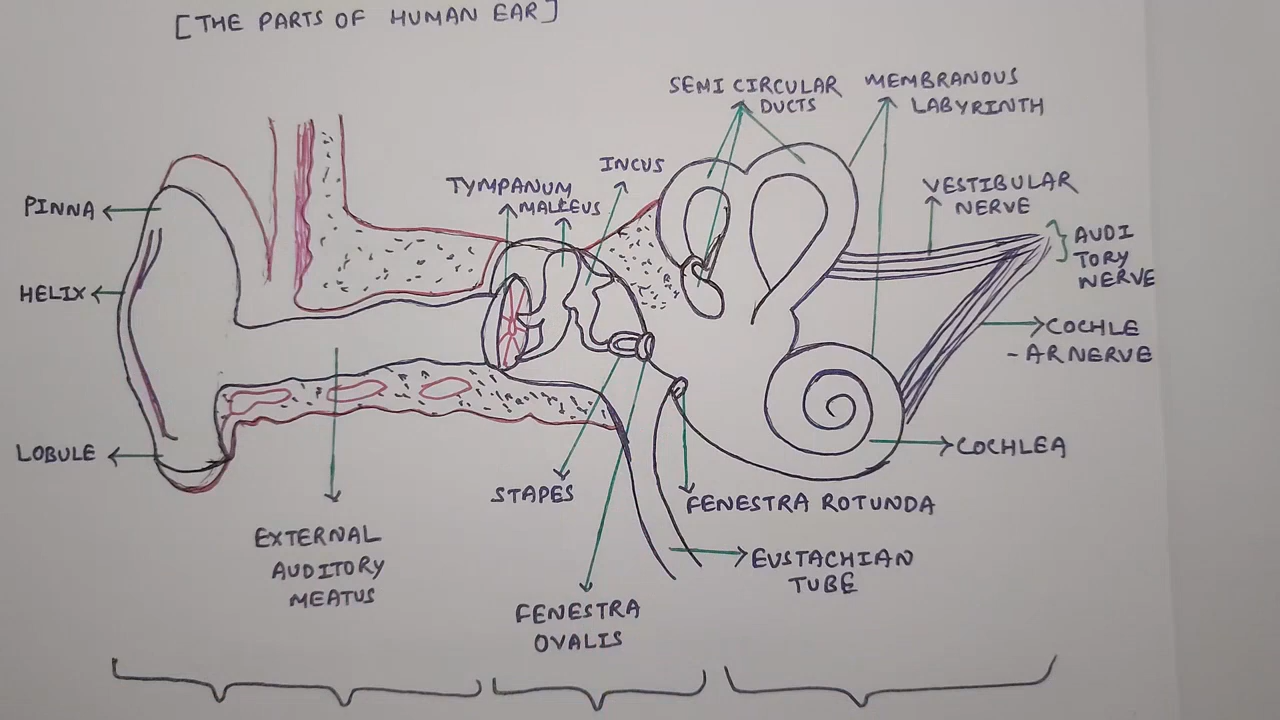 [THE PARTS OF HUMAN EAR]
SEMI CIRCULAR
DUCTS
MEMBRANOUS
LABYRINTH
INCUS
TYMPANUM
MALLEUS
VESTIBULAR
NERVE
PINNA
AUDI
TORY
NERVE
HELIX
COCHLE
-AR NERVE
LOBULE
COCHLEA
STAPES
FENESTRA ROTUNDA
EXTERNAL
AUDITORY
MEATUS
EUSTACHIAN
TUBE
FENESTRA
OVALIS